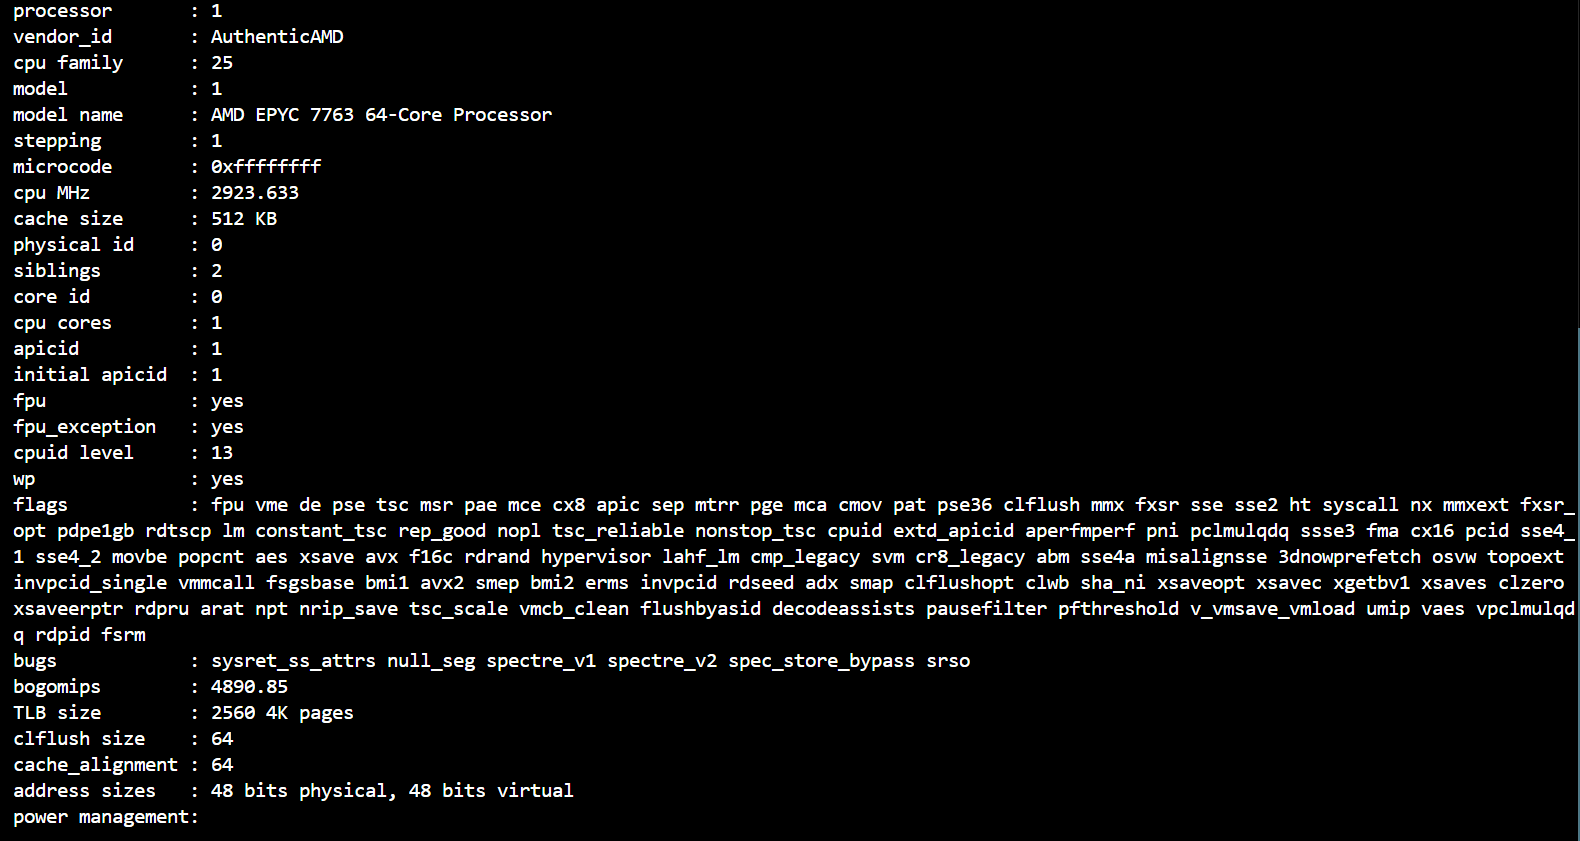 processor       : 1
vendor_id       : AuthenticAMD
cpu family      : 25
model           : 1
model name      : AMD EPYC 7763 64-Core Processor
stepping        : 1
microcode       : 0xffffffff
cpu MHz         : 2923.633
cache size      : 512 KB
physical id     : 0
siblings        : 2
core id         : 0
cpu cores       : 1
apicid          : 1
initial apicid  : 1
fpu             : yes
fpu_exception   : yes
cpuid level     : 13
wp              : yes
flags           : fpu vme de pse tsc msr pae mce cx8 apic sep mtrr pge mca cmov pat pse36 clflush mmx fxsr sse sse2 ht syscall nx mmxext fxsr_
opt pdpe1gb rdtscp lm constant_tsc rep_good nopl tsc_reliable nonstop_tsc cpuid extd_apicid aperfmperf pni pclmulqdq ssse3 fma cx16 pcid sse4_
1 sse4_2 movbe popcnt aes xsave avx f16c rdrand hypervisor lahf_lm cmp_legacy svm cr8_legacy abm sse4a misalignsse 3dnowprefetch osvw topoext
invpcid_single vmmcall fsgsbase bmi1 avx2 smep bmi2 erms invpcid rdseed adx smap clflushopt clwb sha_ni xsaveopt xsavec xgetbv1 xsaves clzero
xsaveerptr rdpru arat npt nrip_save tsc_scale vmcb_clean flushbyasid decodeassists pausefilter pfthreshold v_vmsave_vmload umip vaes vpclmulqd
q rdpid fsrm
bugs            : sysret_ss_attrs null_seg spectre_v1 spectre_v2 spec_store_bypass srso
bogomips        : 4890.85
TLB size        : 2560 4K pages
clflush size    : 64
cache_alignment : 64
address sizes   : 48 bits physical, 48 bits virtual
power management: